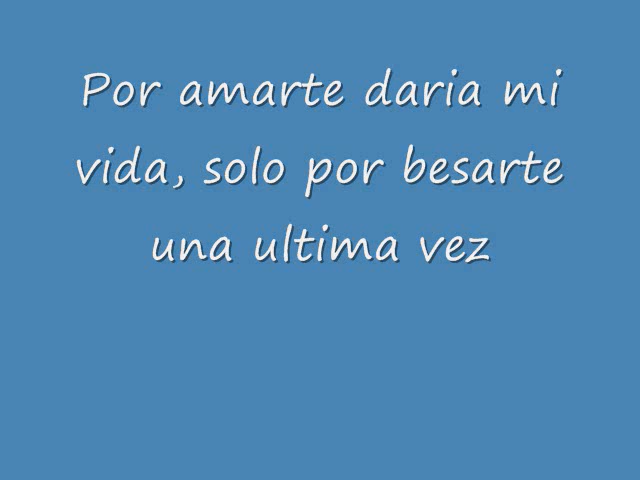 Por amarte daria mi
vida, solo por besarte
una ultima vez